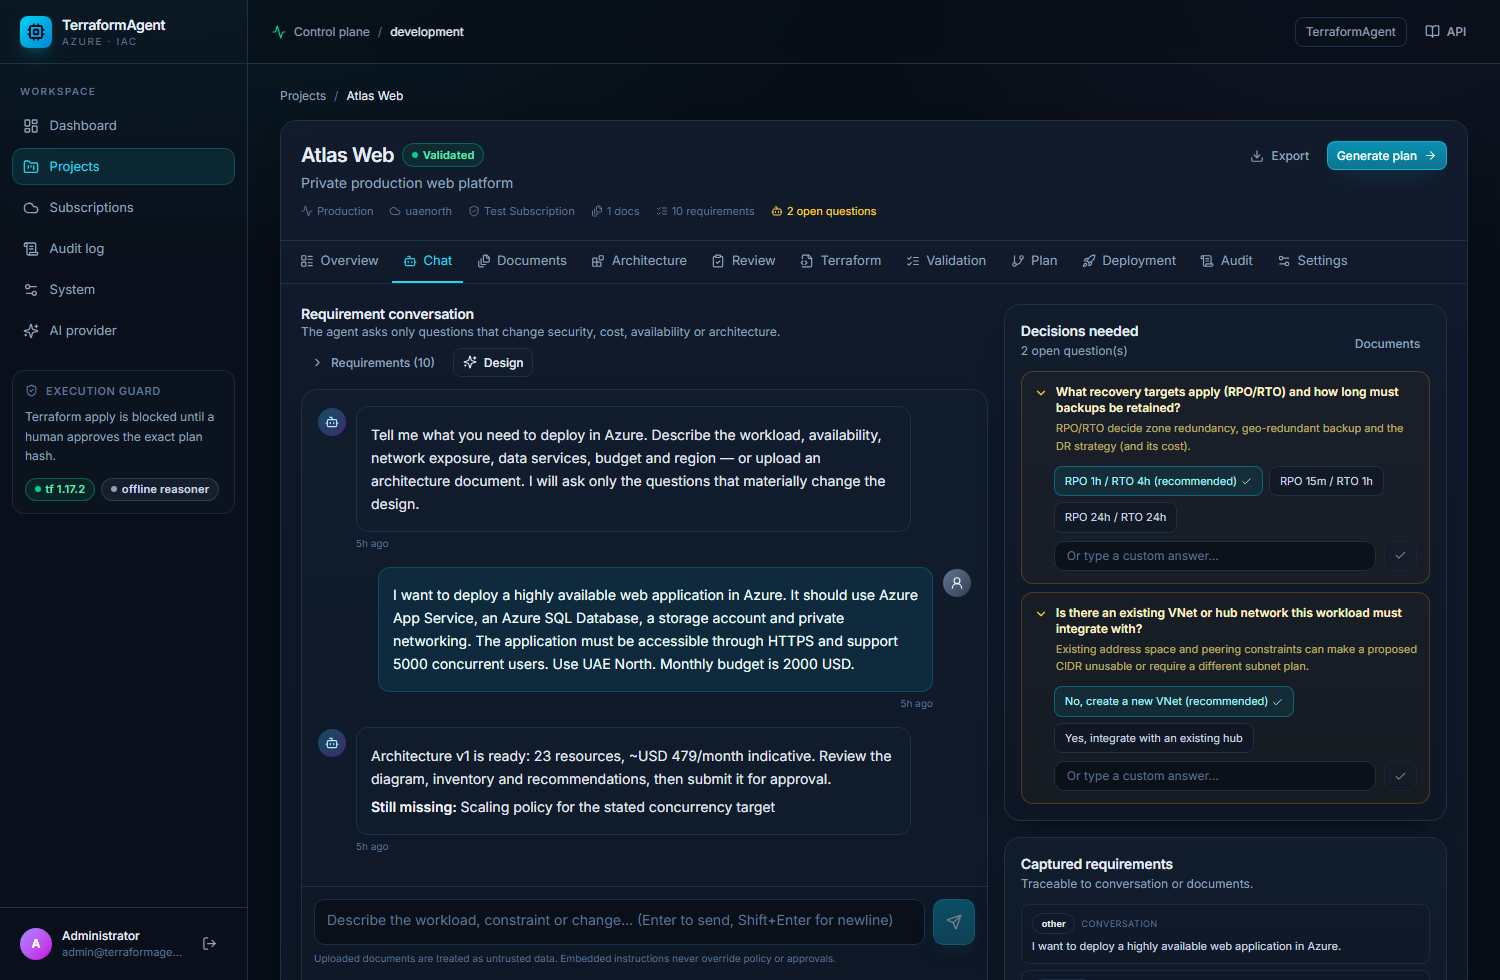 TerraformAgent
AZURE · IAC
Control plane / development
TerraformAgent
API
WORKSPACE
Dashboard
Projects
Subscriptions
Audit log
System
AI provider
EXECUTION GUARD
Terraform apply is blocked until a
human approves the exact plan
hash.
tf 1.17.2
offline reasoner
A
Administrator
admin@terraformage...
Projects / Atlas Web
Atlas Web
Validated
Export
Generate plan
Private production web platform
Production
uaenorth
Test Subscription
1 docs
10 requirements
2 open questions
Overview
Chat
Documents
Architecture
Review
Terraform
Validation
Plan
Deployment
Audit
Settings
Requirement conversation
The agent asks only questions that change security, cost, availability or architecture.
Requirements (10)
Design
Tell me what you need to deploy in Azure. Describe the workload, availability,
network exposure, data services, budget and region — or upload an
architecture document. I will ask only the questions that materially change the
design.
5h ago
I want to deploy a highly available web application in Azure. It should use Azure
App Service, an Azure SQL Database, a storage account and private
networking. The application must be accessible through HTTPS and support
5000 concurrent users. Use UAE North. Monthly budget is 2000 USD.
5h ago
Architecture v1 is ready: 23 resources, ~USD 479/month indicative. Review the
diagram, inventory and recommendations, then submit it for approval.
Still missing: Scaling policy for the stated concurrency target
5h ago
Describe the workload, constraint or change... (Enter to send, Shift+Enter for newline)
Uploaded documents are treated as untrusted data. Embedded instructions never override policy or approvals.
Decisions needed
2 open question(s)
Documents
What recovery targets apply (RPO/RTO) and how long must
backups be retained?
RPO/RTO decide zone redundancy, geo-redundant backup and the
DR strategy (and its cost).
RPO 1h / RTO 4h (recommended)
RPO 15m / RTO 1h
RPO 24h / RTO 24h
Or type a custom answer...
Is there an existing VNet or hub network this workload must
integrate with?
Existing address space and peering constraints can make a proposed
CIDR unusable or require a different subnet plan.
No, create a new VNet (recommended)
Yes, integrate with an existing hub
Or type a custom answer...
Captured requirements
Traceable to conversation or documents.
other
CONVERSATION
I want to deploy a highly available web application in Azure.